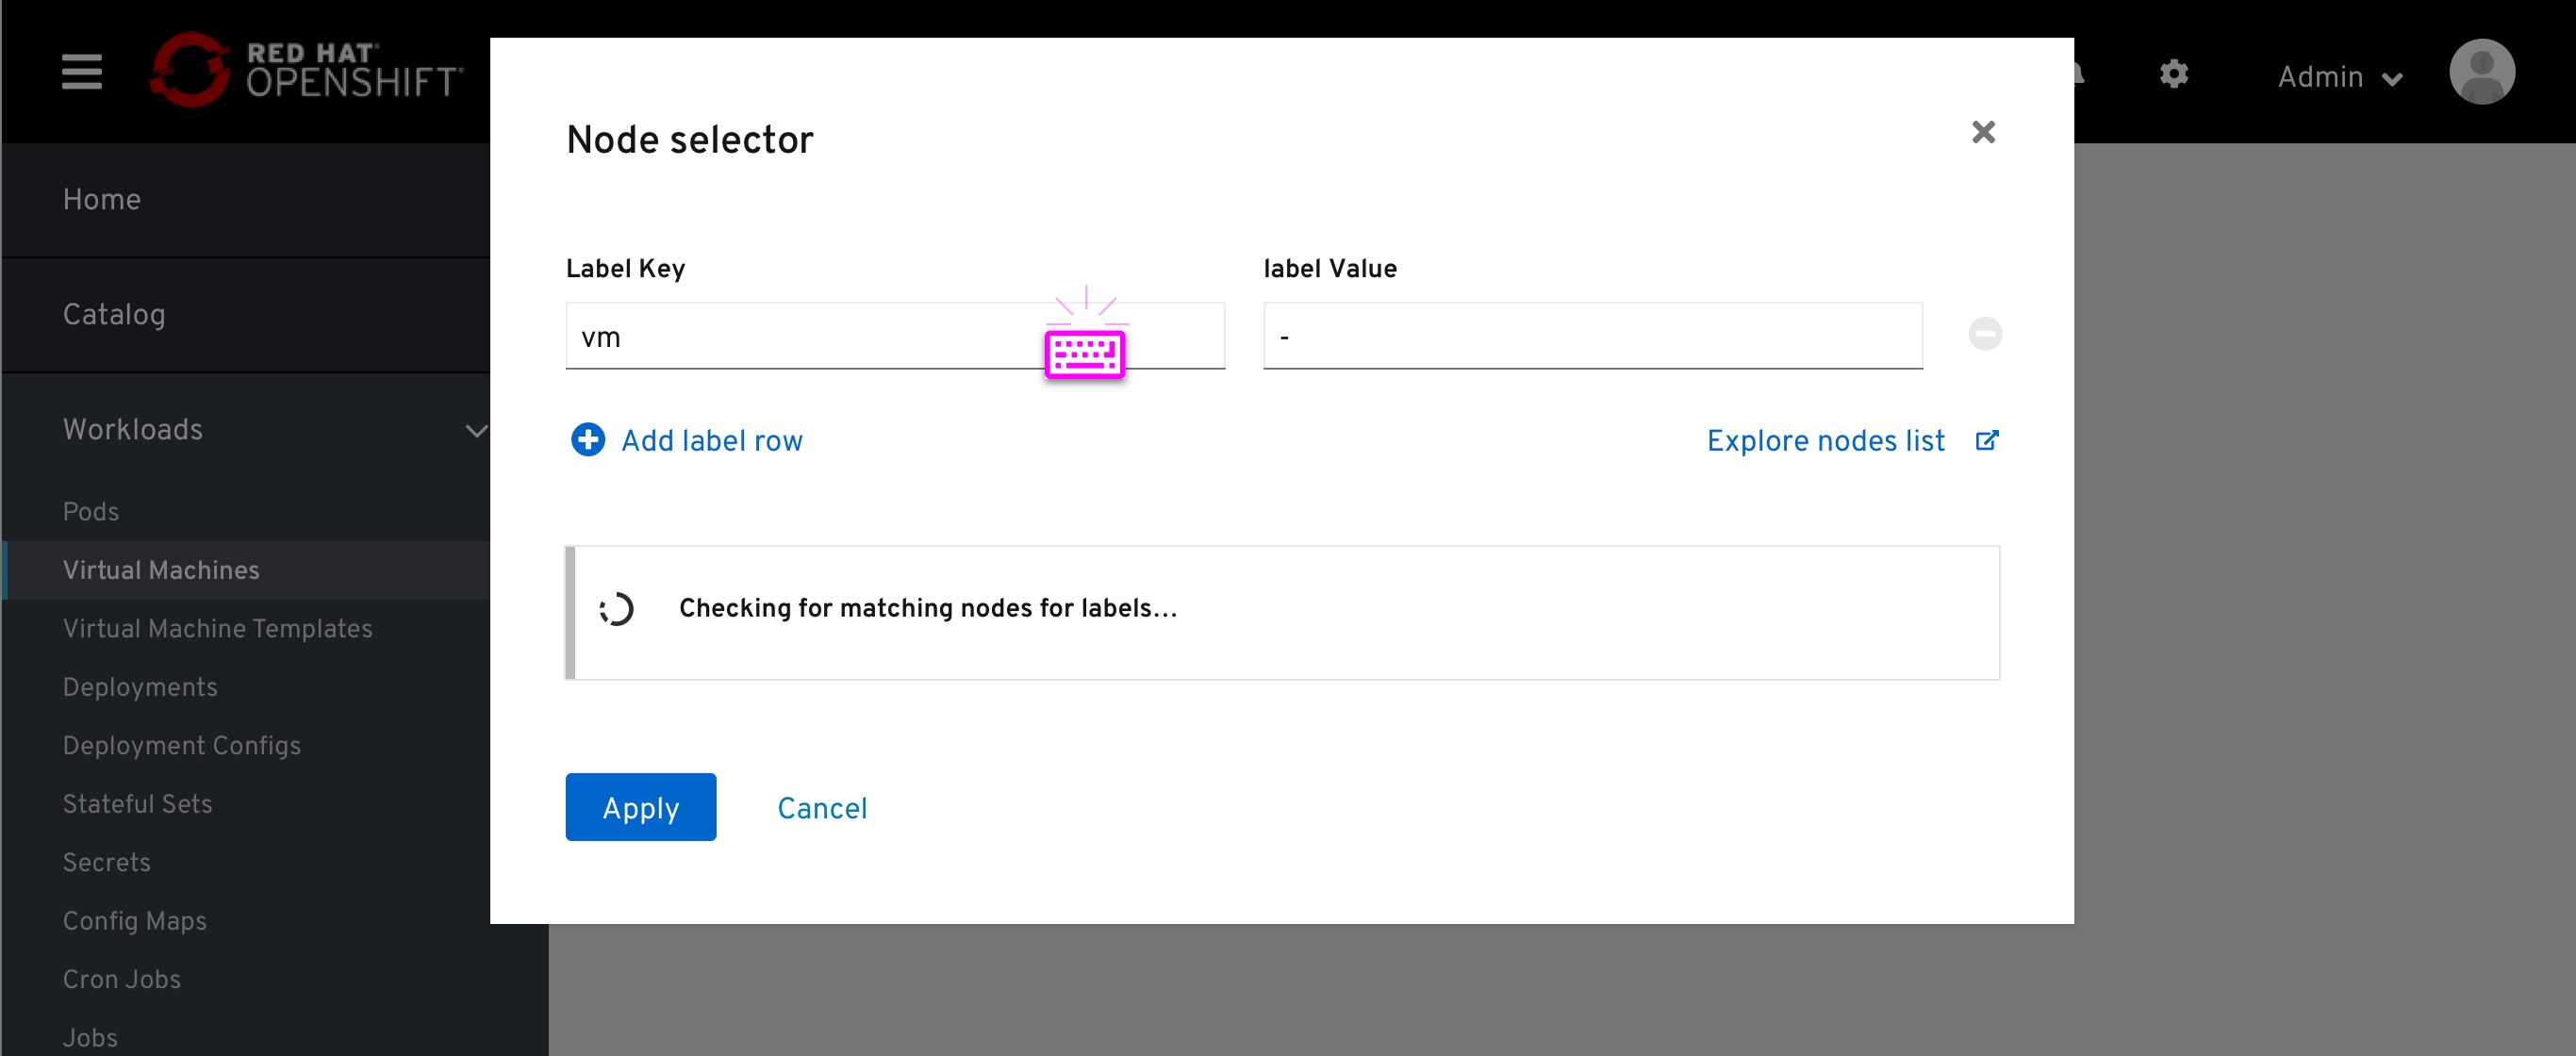 RED HAT
OPENSHIFT
Admin
Home
Catalog
Workloads
Pods
Virtual Machines
Virtual Machine Templates
Deployments
Deployment Configs
Stateful Sets
Secrets
Config Maps
Cron Jobs
Jobs
Node selector
Label Key
label Value
vm
-
Add label row
Explore nodes list
Checking for matching nodes for labels...
Apply
Cancel